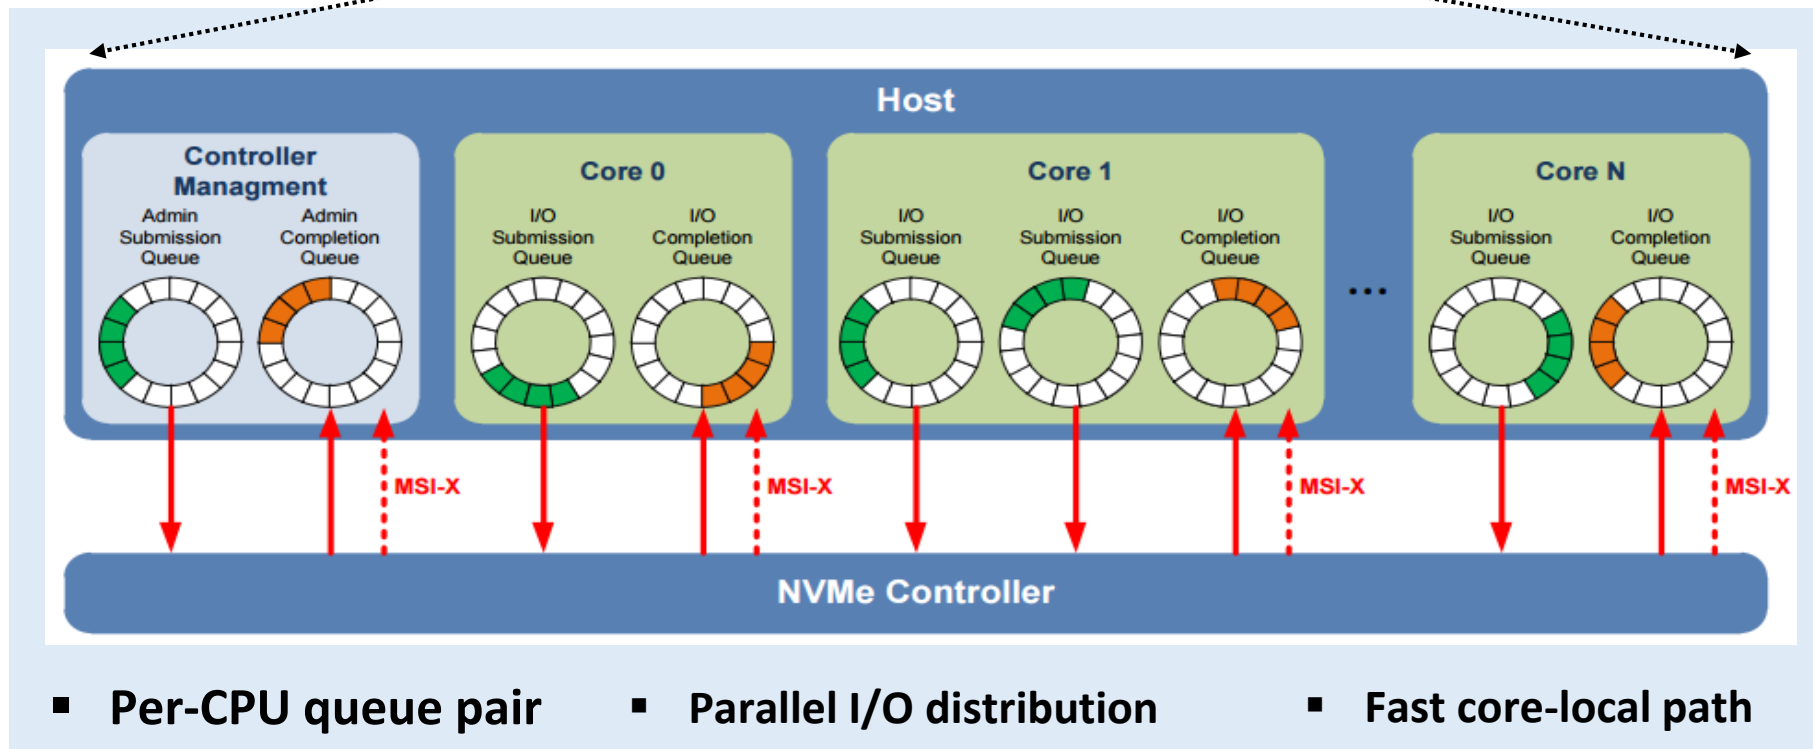 Host
Controller
Managment
Admin
Submission
Queue
Admin
Completion
Queue
Core 0
I/O
Submission
Queue
I/O
Completion
Queue
Core 1
I/O
Submission
Queue
I/O
Submission
Queue
I/O
Completion
Queue
...
Core N
I/O
Submission
Queue
I/O
Completion
Queue
MSI-X
MSI-X
MSI-X
MSI-X
NVMe Controller
▪ Per-CPU queue pair
▪ Parallel I/O distribution
▪ Fast core-local path